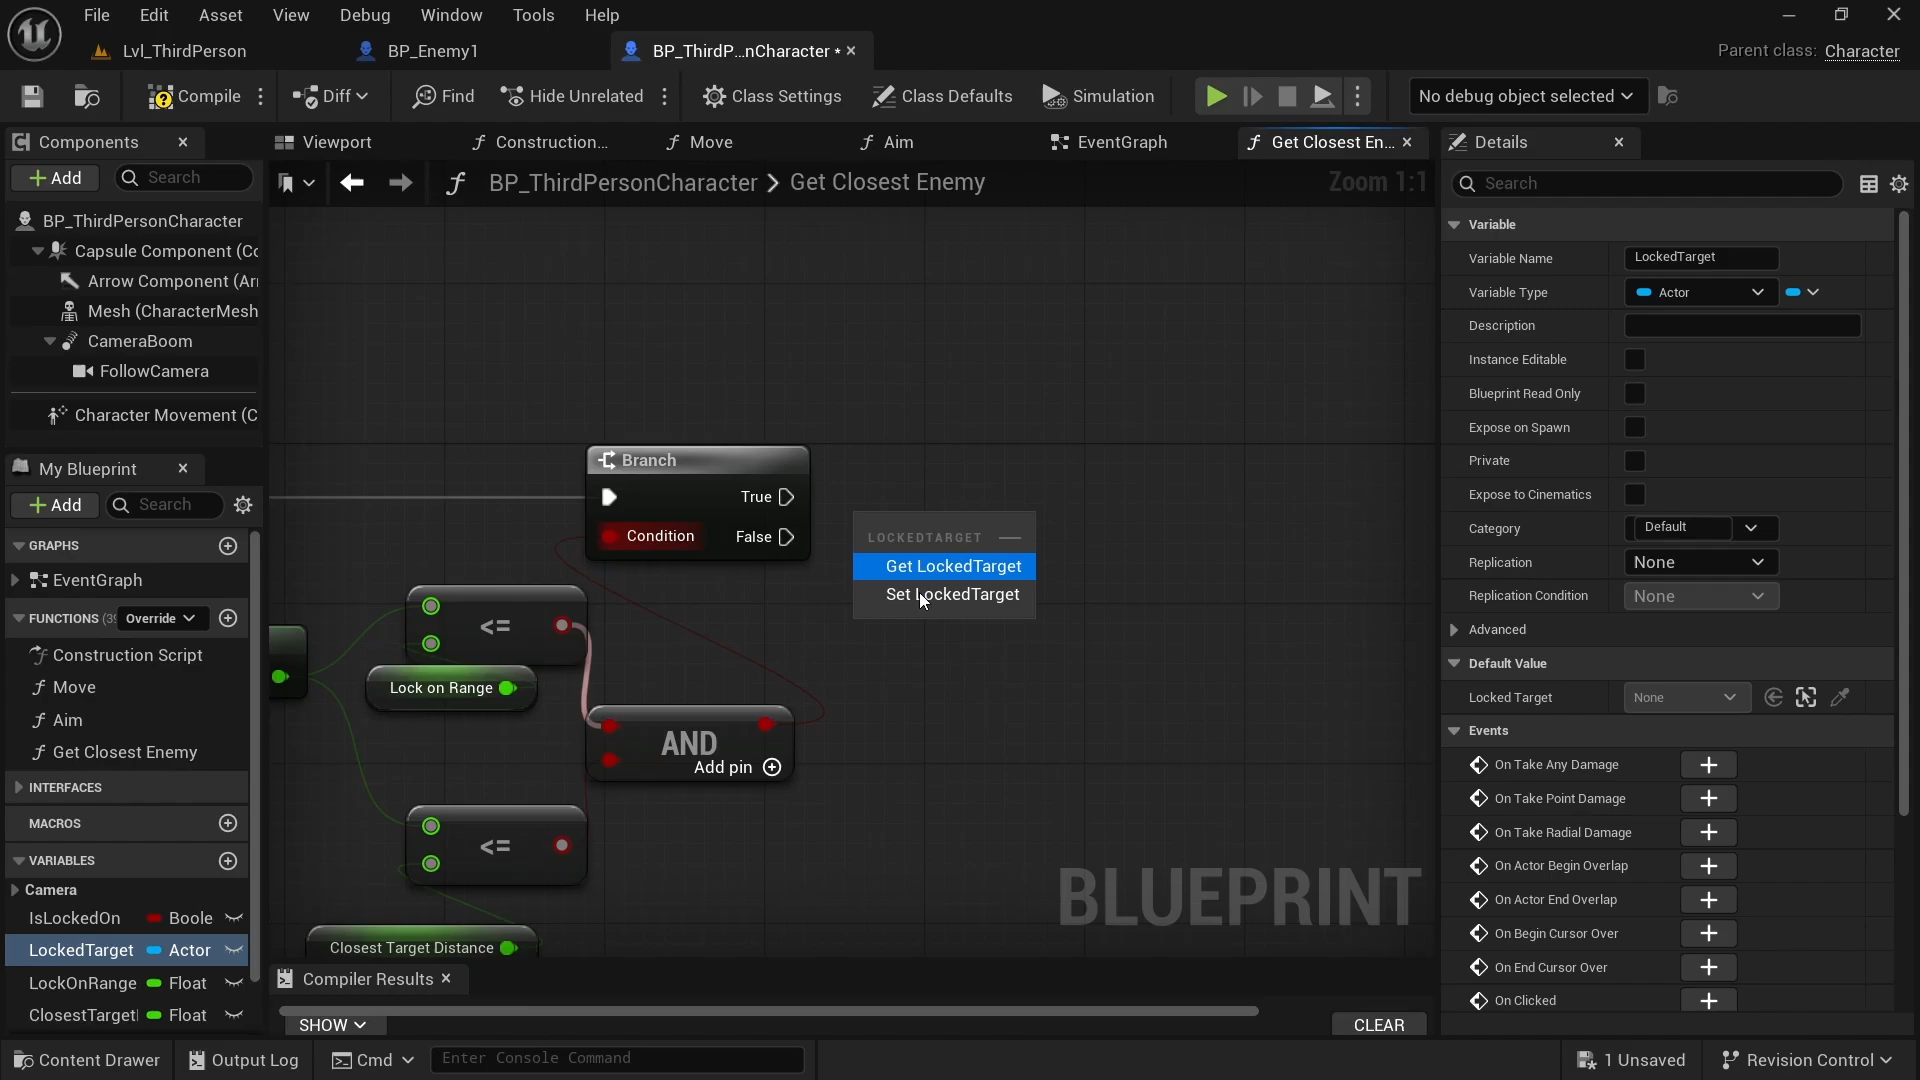 File Edit Asset View Debug Window Tools Help
Lvl_ThirdPerson BP_Enemy1 BP_ThirdP...nCharacter * Parent class: Character
Compile Diff Find Hide Unrelated Class Settings Class Defaults Simulation No debug object selected
Components
Viewport Construction... Move Aim EventGraph Get Closest En...
Details
Add Search
BP_ThirdPersonCharacter > Get Closest Enemy Zoom 1:1
Search
BP_ThirdPersonCharacter
Capsule Component (Co
Arrow Component (Arr
Mesh (CharacterMesh
CameraBoom
FollowCamera
Character Movement (C
My Blueprint
Add Search
GRAPHS
EventGraph
FUNCTIONS (39 Override
Construction Script
Move
Aim
Get Closest Enemy
INTERFACES
MACROS
VARIABLES
Camera
IsLockedOn Boole
LockedTarget Actor
LockOnRange Float
ClosestTarget Float
Branch
True
Condition False
<=
Lock on Range
AND
Add pin
<=
Closest Target Distance
LOCKEDTARGET
Get LockedTarget
Set LockedTarget
BLUEPRINT
Compiler Results
SHOW CLEAR
Variable
Variable Name LockedTarget
Variable Type Actor
Description
Instance Editable
Blueprint Read Only
Expose on Spawn
Private
Expose to Cinematics
Category Default
Replication None
Replication Condition None
Advanced
Default Value
Locked Target None
Events
On Take Any Damage
On Take Point Damage
On Take Radial Damage
On Actor Begin Overlap
On Actor End Overlap
On Begin Cursor Over
On End Cursor Over
On Clicked
Content Drawer Output Log Cmd Enter Console Command 1 Unsaved Revision Control